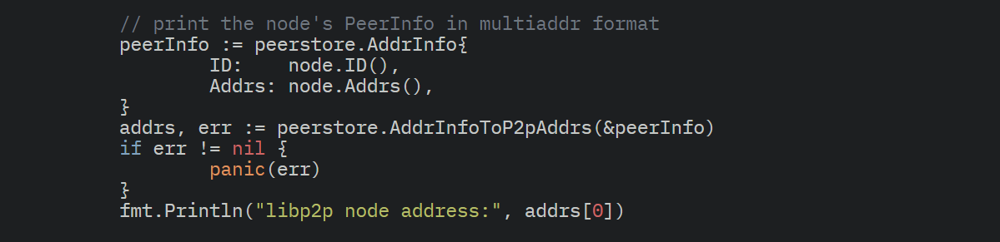 // print the node's PeerInfo in multiaddr format
peerInfo := peerstore.AddrInfo{
        ID:    node.ID(),
        Addrs: node.Addrs(),
}
addrs, err := peerstore.AddrInfoToP2pAddrs(&peerInfo)
if err != nil {
        panic(err)
}
fmt.Println("libp2p node address:", addrs[0])